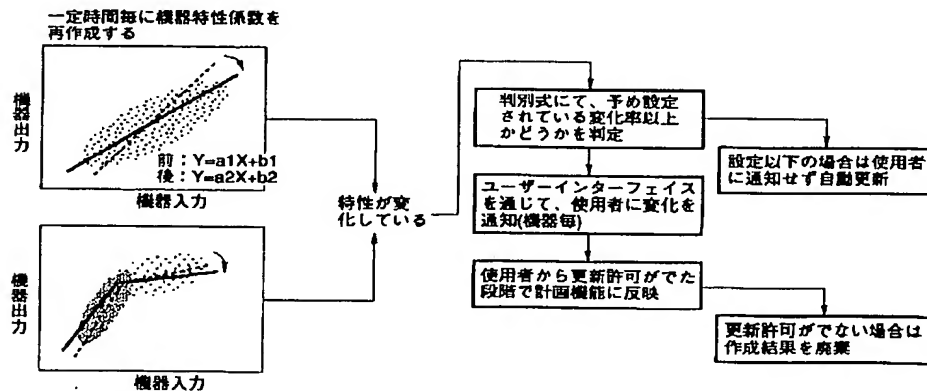 一定時間毎に機器特性係数を
再作成する
機器出力
前：Y=a1X+b1
後：Y=a2X+b2
機器入力
機器出力
機器入力
特性が変
化している
判別式にて、予め設定
されている変化率以上
かどうかを判定
設定以下の場合は使用者
に通知せず自動更新
ユーザーインターフェイス
を通じて、使用者に変化を
通知(機器毎)
使用者から更新許可がでた
段階で計画機能に反映
更新許可がでない場合は
作成結果を廃棄